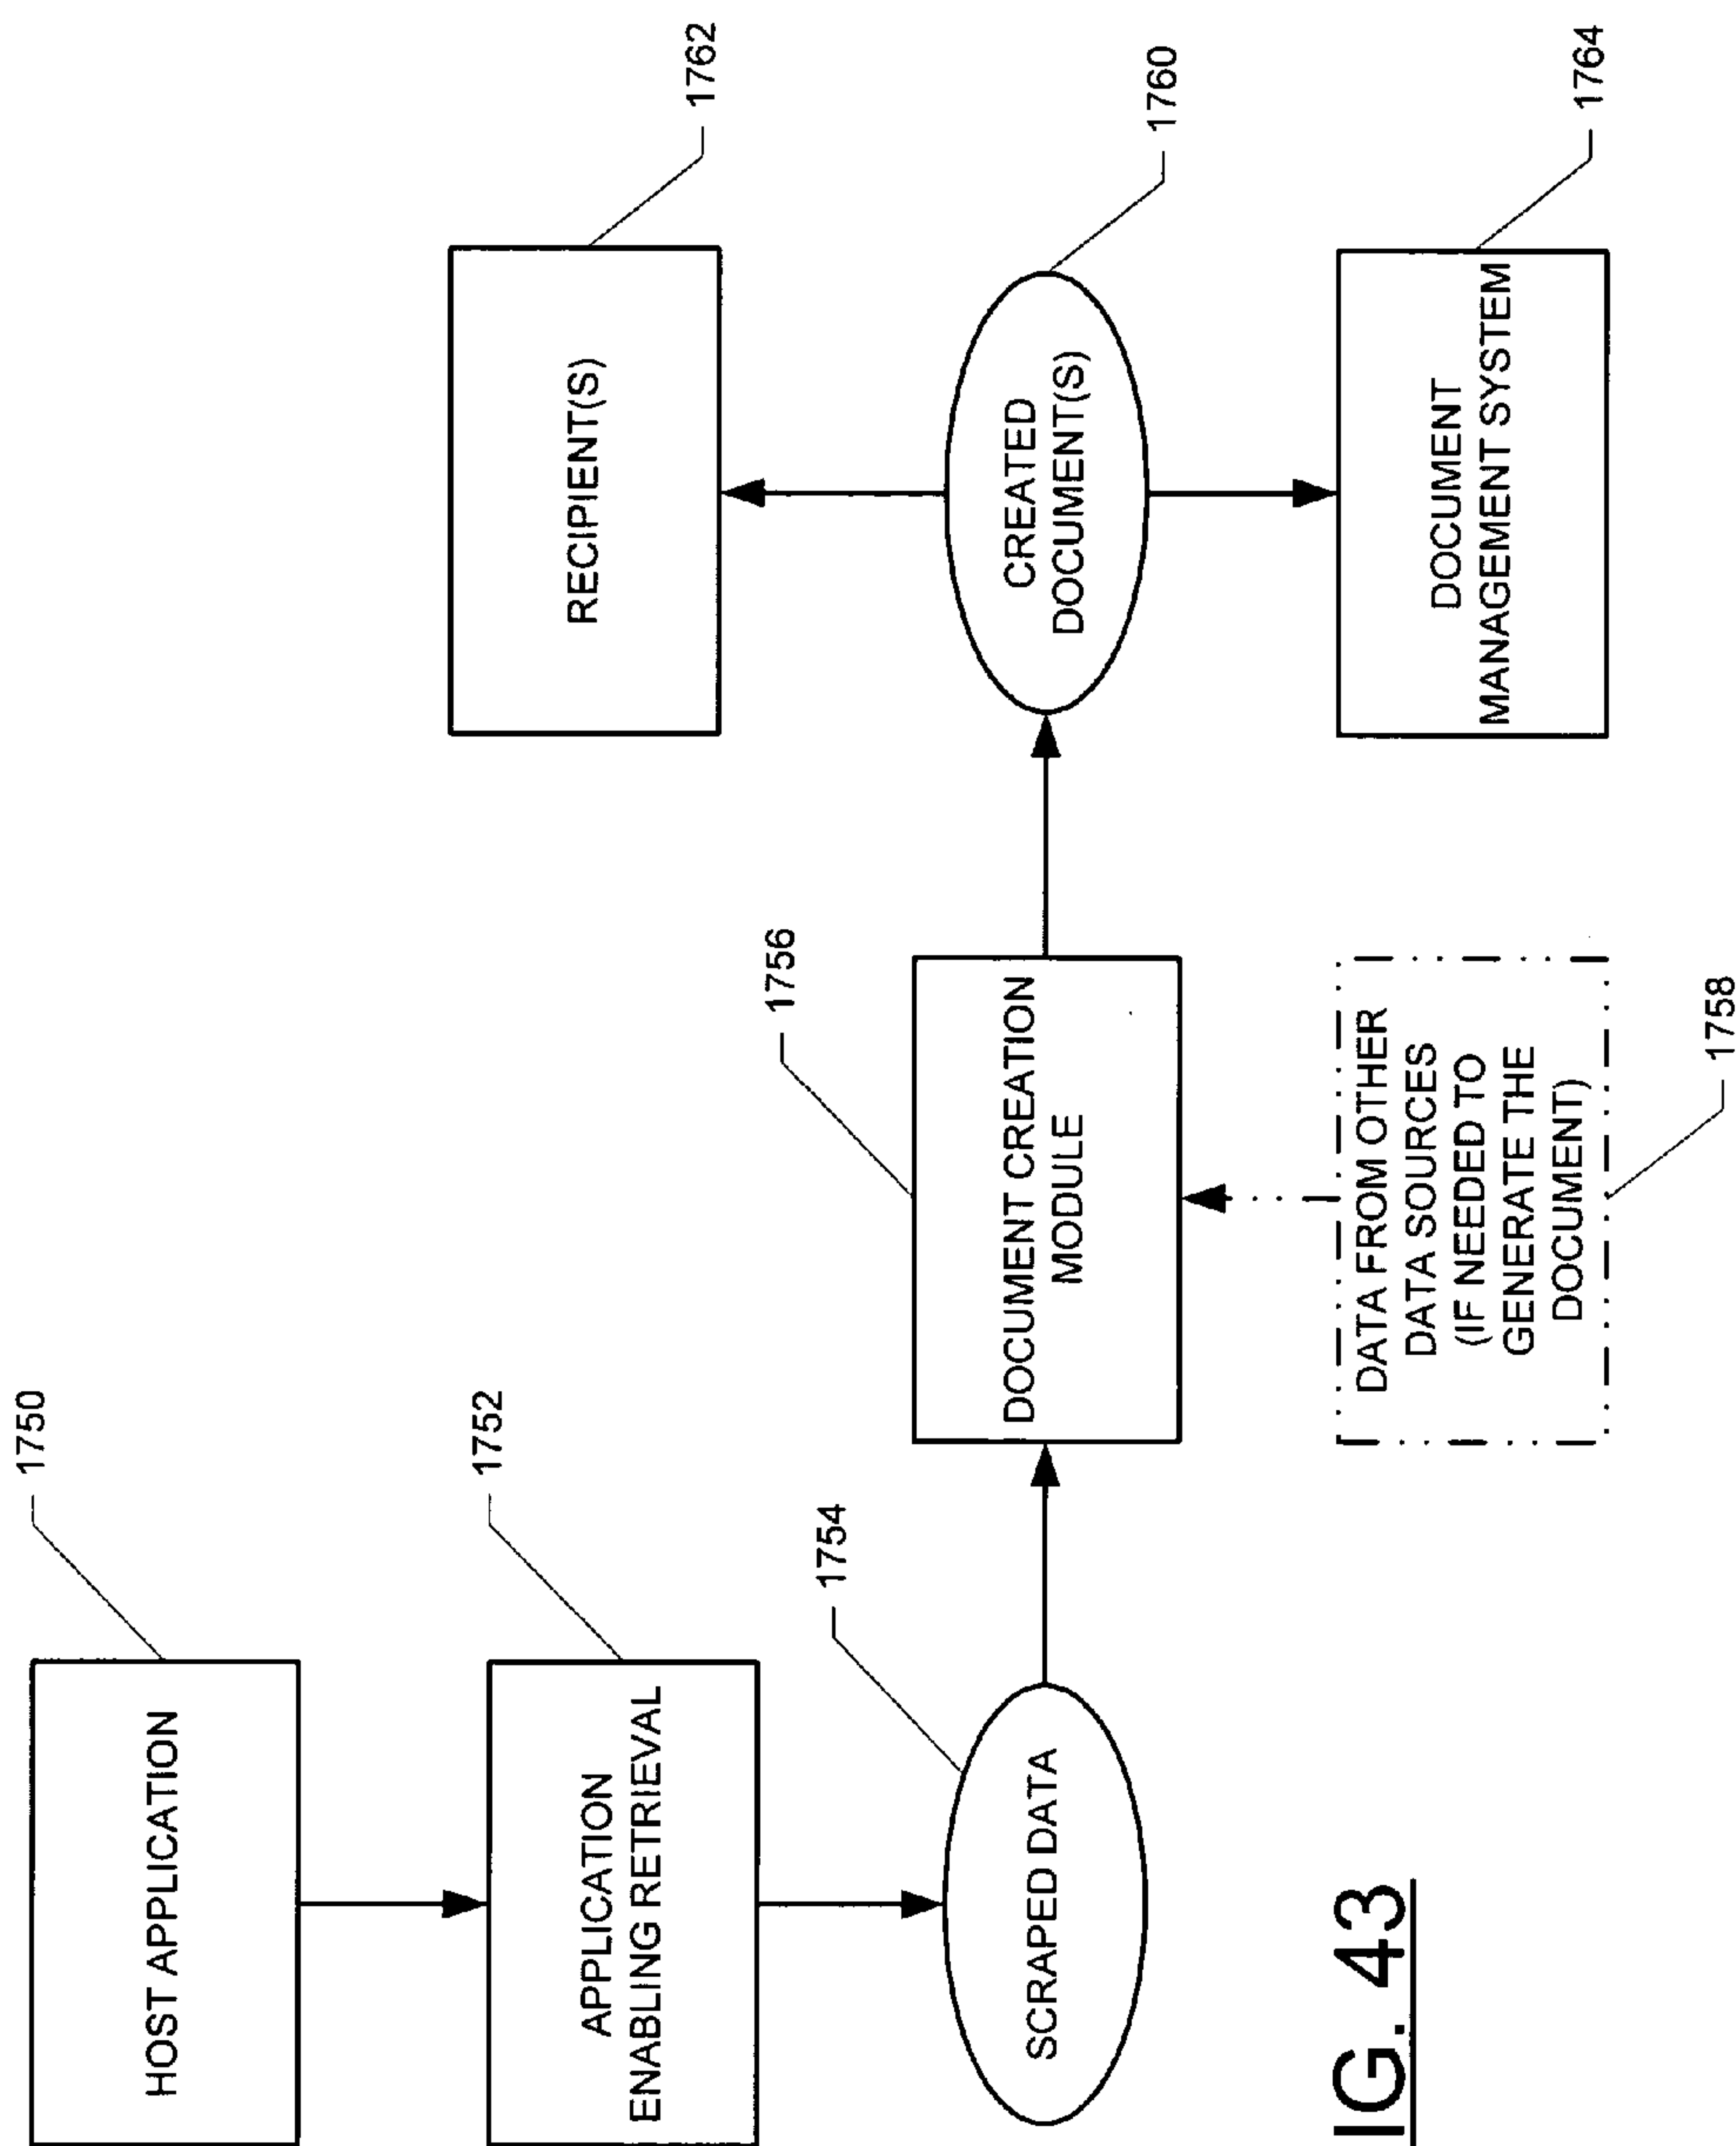 1750
HOST APPLICATION
1752
APPLICATION
ENABLING RETRIEVAL
1754
SCRAPED DATA
1756
DOCUMENT CREATION
MODULE
DATA FROM OTHER
DATA SOURCES
(IF NEEDED TO
GENERATE THE
DOCUMENT)
1758
1762
RECIPIENT(S)
1760
CREATED
DOCUMENT(S)
1764
DOCUMENT
MANAGEMENT SYSTEM
IG. 43